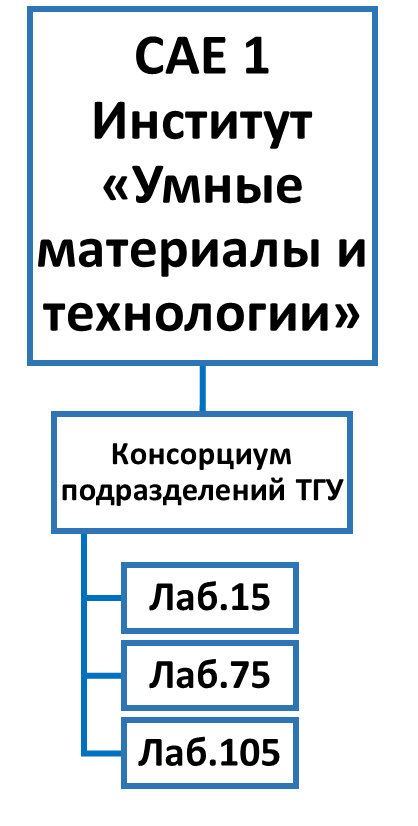 САЕ 1
Институт
«Умные
материалы и
технологии»
Консорциум
подразделений ТГУ
Лаб.15
Лаб.75
Лаб.105